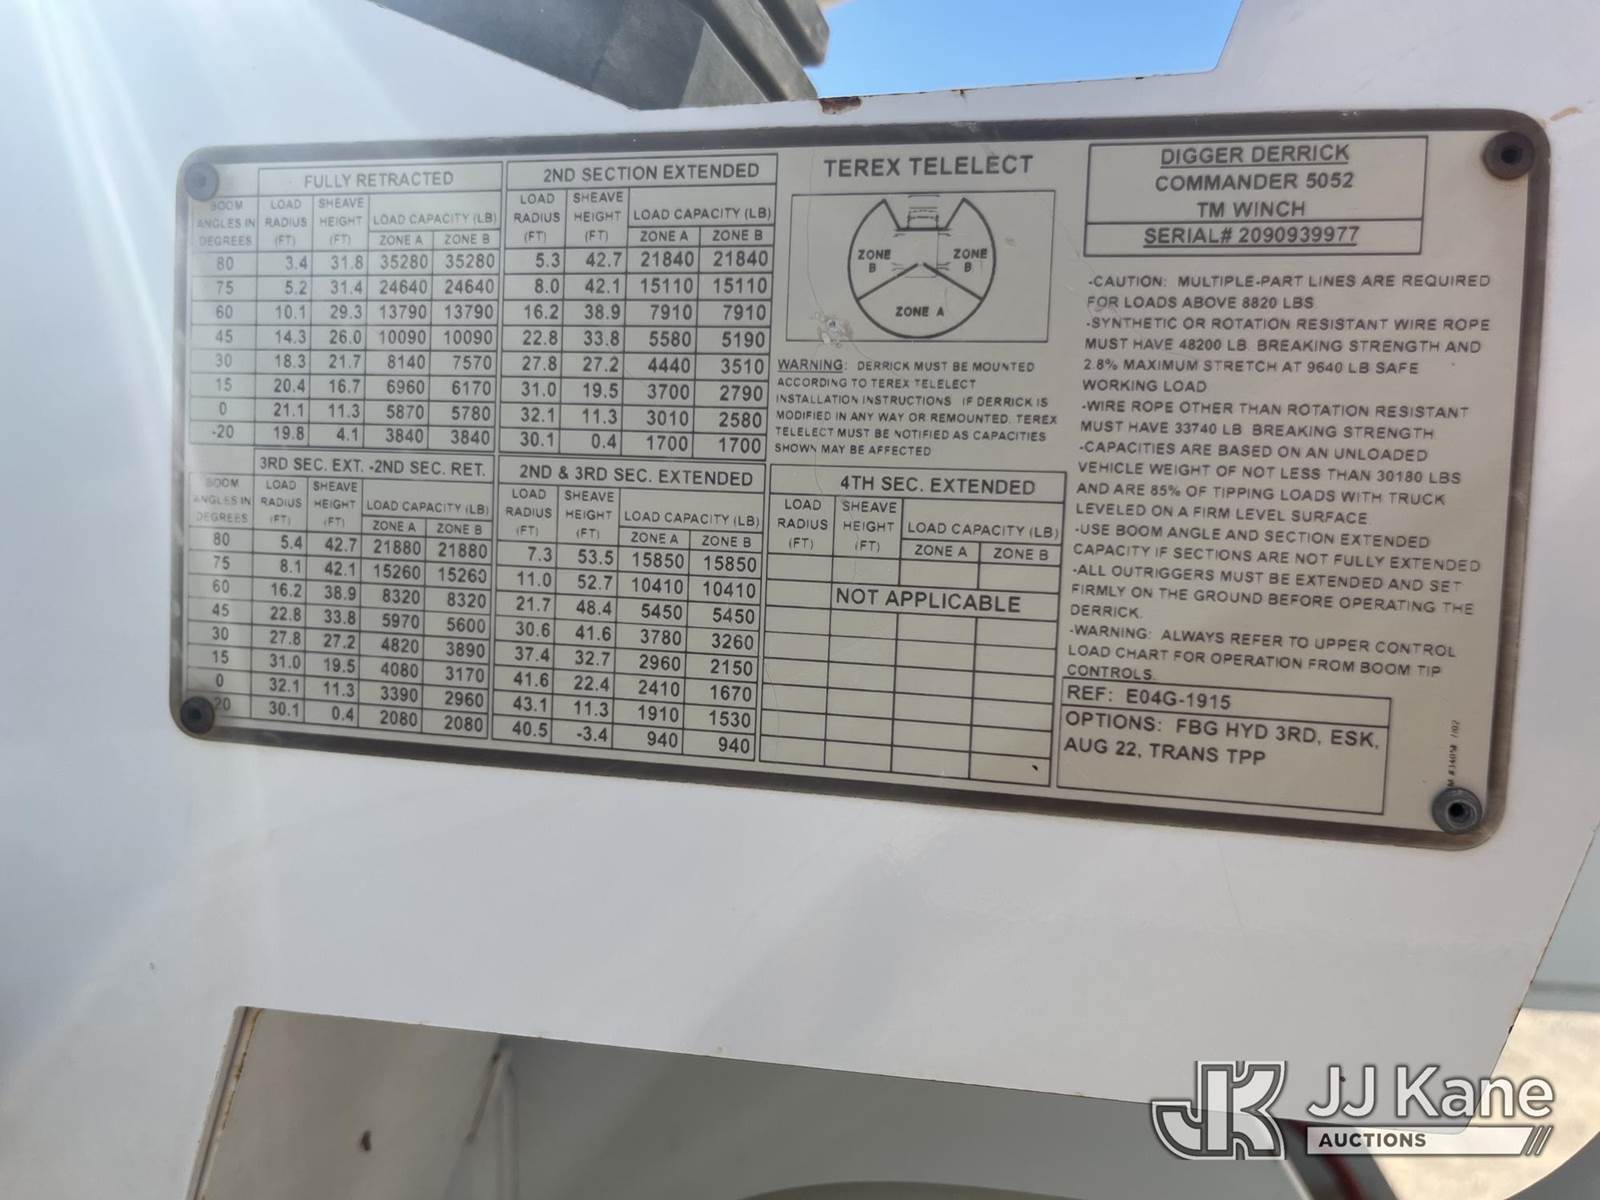 FULLY RETRACTED
BOOM ANGLES IN DEGREES | LOAD RADIUS (FT) | SHEAVE HEIGHT (FT) | LOAD CAPACITY (LB) ZONE A | ZONE B
80 3.4 31.8 35280 35280
75 5.2 31.4 24640 24640
60 10.1 29.3 13790 13790
45 14.3 26.0 10090 10090
30 18.3 21.7 8140 7570
15 20.4 16.7 6960 6170
0 21.1 11.3 5870 5780
-20 19.8 4.1 3840 3840
2ND SECTION EXTENDED
LOAD RADIUS (FT) | SHEAVE HEIGHT (FT) | LOAD CAPACITY (LB) ZONE A | ZONE B
5.3 42.7 21840 21840
8.0 42.1 15110 15110
16.2 38.9 7910 7910
22.8 33.8 5580 5190
27.8 27.2 4440 3510
31.0 19.5 3700 2790
32.1 11.3 3010 2580
30.1 0.4 1700 1700
3RD SEC. EXT. -2ND SEC. RET.
BOOM ANGLES IN DEGREES | LOAD RADIUS (FT) | SHEAVE HEIGHT (FT) | LOAD CAPACITY (LB) ZONE A | ZONE B
80 5.4 42.7 21880 21880
75 8.1 42.1 15260 15260
60 16.2 38.9 8320 8320
45 22.8 33.8 5970 5600
30 27.8 27.2 4820 3890
15 31.0 19.5 4080 3170
0 32.1 11.3 3390 2960
20 30.1 0.4 2080 2080
2ND & 3RD SEC. EXTENDED
LOAD RADIUS (FT) | SHEAVE HEIGHT (FT) | LOAD CAPACITY (LB) ZONE A | ZONE B
7.3 53.5 15850 15850
11.0 52.7 10410 10410
21.7 48.4 5450 5450
30.6 41.6 3780 3260
37.4 32.7 2960 2150
41.6 22.4 2410 1670
43.1 11.3 1910 1530
40.5 -3.4 940 940
TEREX TELELECT
ZONE B
ZONE B
ZONE A
WARNING: DERRICK MUST BE MOUNTED
ACCORDING TO TEREX TELELECT
INSTALLATION INSTRUCTIONS IF DERRICK IS
MODIFIED IN ANY WAY OR REMOUNTED. TEREX
TELELECT MUST BE NOTIFIED AS CAPACITIES
SHOWN MAY BE AFFECTED
4TH SEC. EXTENDED
LOAD RADIUS (FT) | SHEAVE HEIGHT (FT) | LOAD CAPACITY (LB) ZONE A | ZONE B
NOT APPLICABLE
DIGGER DERRICK
COMMANDER 5052
TM WINCH
SERIAL# 2090939977
-CAUTION: MULTIPLE-PART LINES ARE REQUIRED
FOR LOADS ABOVE 8820 LBS
-SYNTHETIC OR ROTATION RESISTANT WIRE ROPE
MUST HAVE 48200 LB. BREAKING STRENGTH AND
2.8% MAXIMUM STRETCH AT 9640 LB SAFE
WORKING LOAD
-WIRE ROPE OTHER THAN ROTATION RESISTANT
MUST HAVE 33740 LB BREAKING STRENGTH
-CAPACITIES ARE BASED ON AN UNLOADED
VEHICLE WEIGHT OF NOT LESS THAN 30180 LBS
AND ARE 85% OF TIPPING LOADS WITH TRUCK
LEVELED ON A FIRM LEVEL SURFACE
-USE BOOM ANGLE AND SECTION EXTENDED
CAPACITY IF SECTIONS ARE NOT FULLY EXTENDED
-ALL OUTRIGGERS MUST BE EXTENDED AND SET
FIRMLY ON THE GROUND BEFORE OPERATING THE
DERRICK.
-WARNING: ALWAYS REFER TO UPPER CONTROL
LOAD CHART FOR OPERATION FROM BOOM TIP
CONTROLS.
REF: E04G-1915
OPTIONS: FBG HYD 3RD, ESK,
AUG 22, TRANS TPP
JK JJ Kane
AUCTIONS